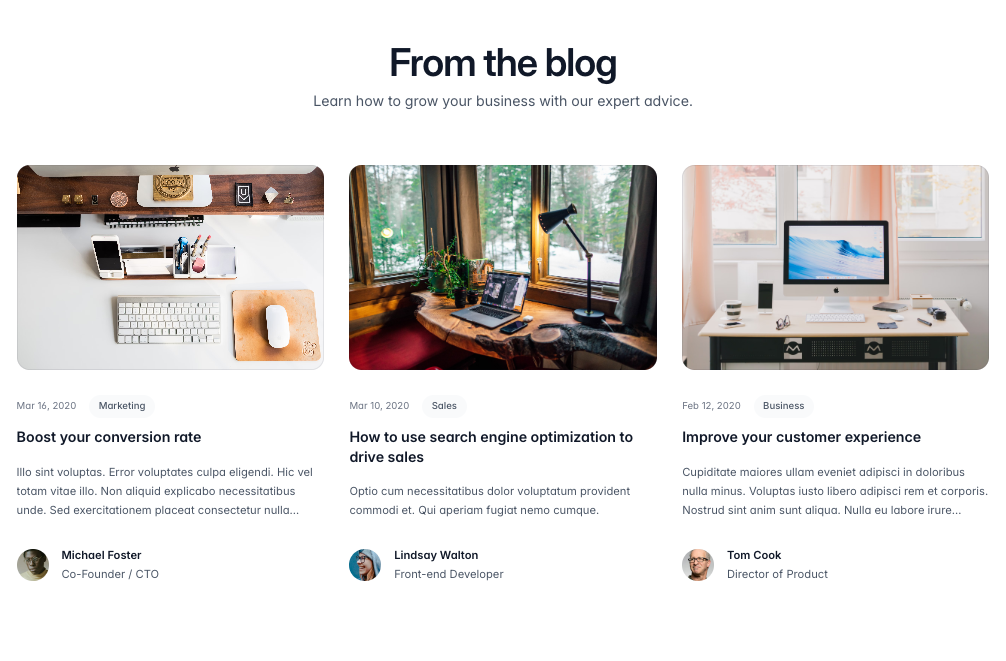 From the blog
Learn how to grow your business with our expert advice.
Mar 16, 2020 Marketing
Boost your conversion rate
Illo sint voluptas. Error voluptates culpa eligendi. Hic vel
totam vitae illo. Non aliquid explicabo necessitatibus
unde. Sed exercitationem placeat consectetur nulla...
Michael Foster
Co-Founder / CTO
Mar 10, 2020 Sales
How to use search engine optimization to
drive sales
Optio cum necessitatibus dolor voluptatum provident
commodi et. Qui aperiam fugiat nemo cumque.
Lindsay Walton
Front-end Developer
Feb 12, 2020 Business
Improve your customer experience
Cupiditate maiores ullam eveniet adipisci in doloribus
nulla minus. Voluptas iusto libero adipisci rem et corporis.
Nostrud sint anim sunt aliqua. Nulla eu labore irure...
Tom Cook
Director of Product